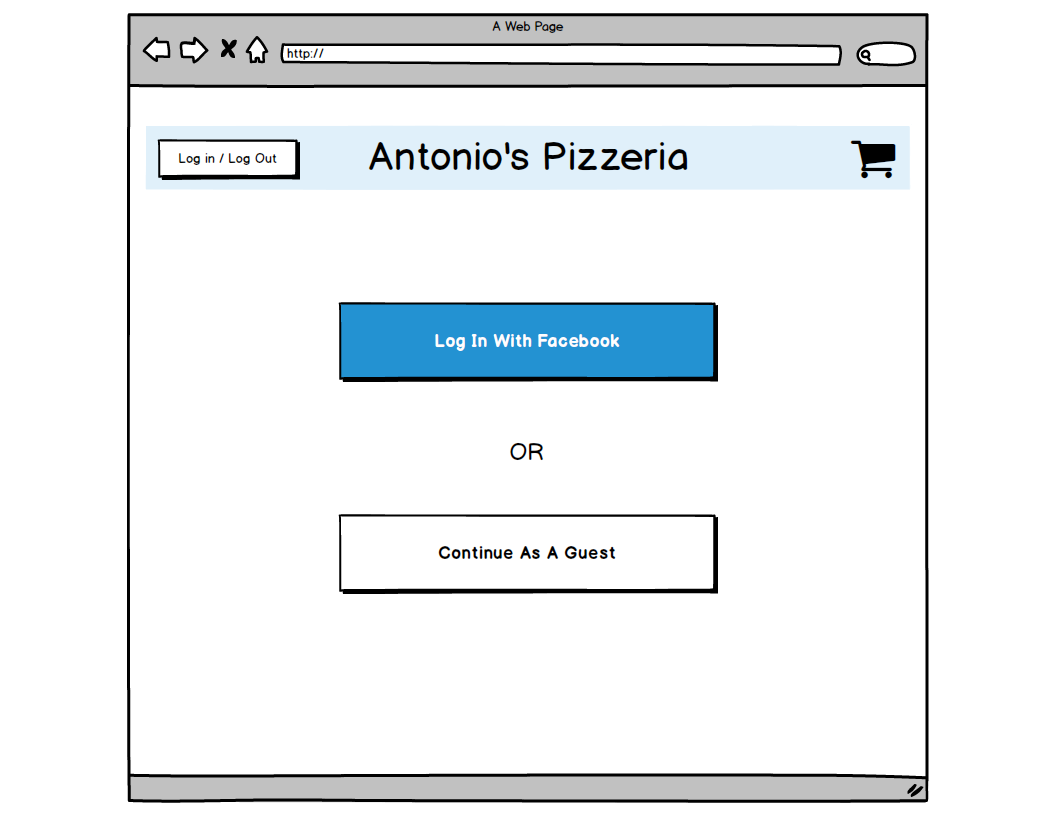 A Web Page
http://
Log in / Log Out
Antonio's Pizzeria
Log In With Facebook
OR
Continue As A Guest